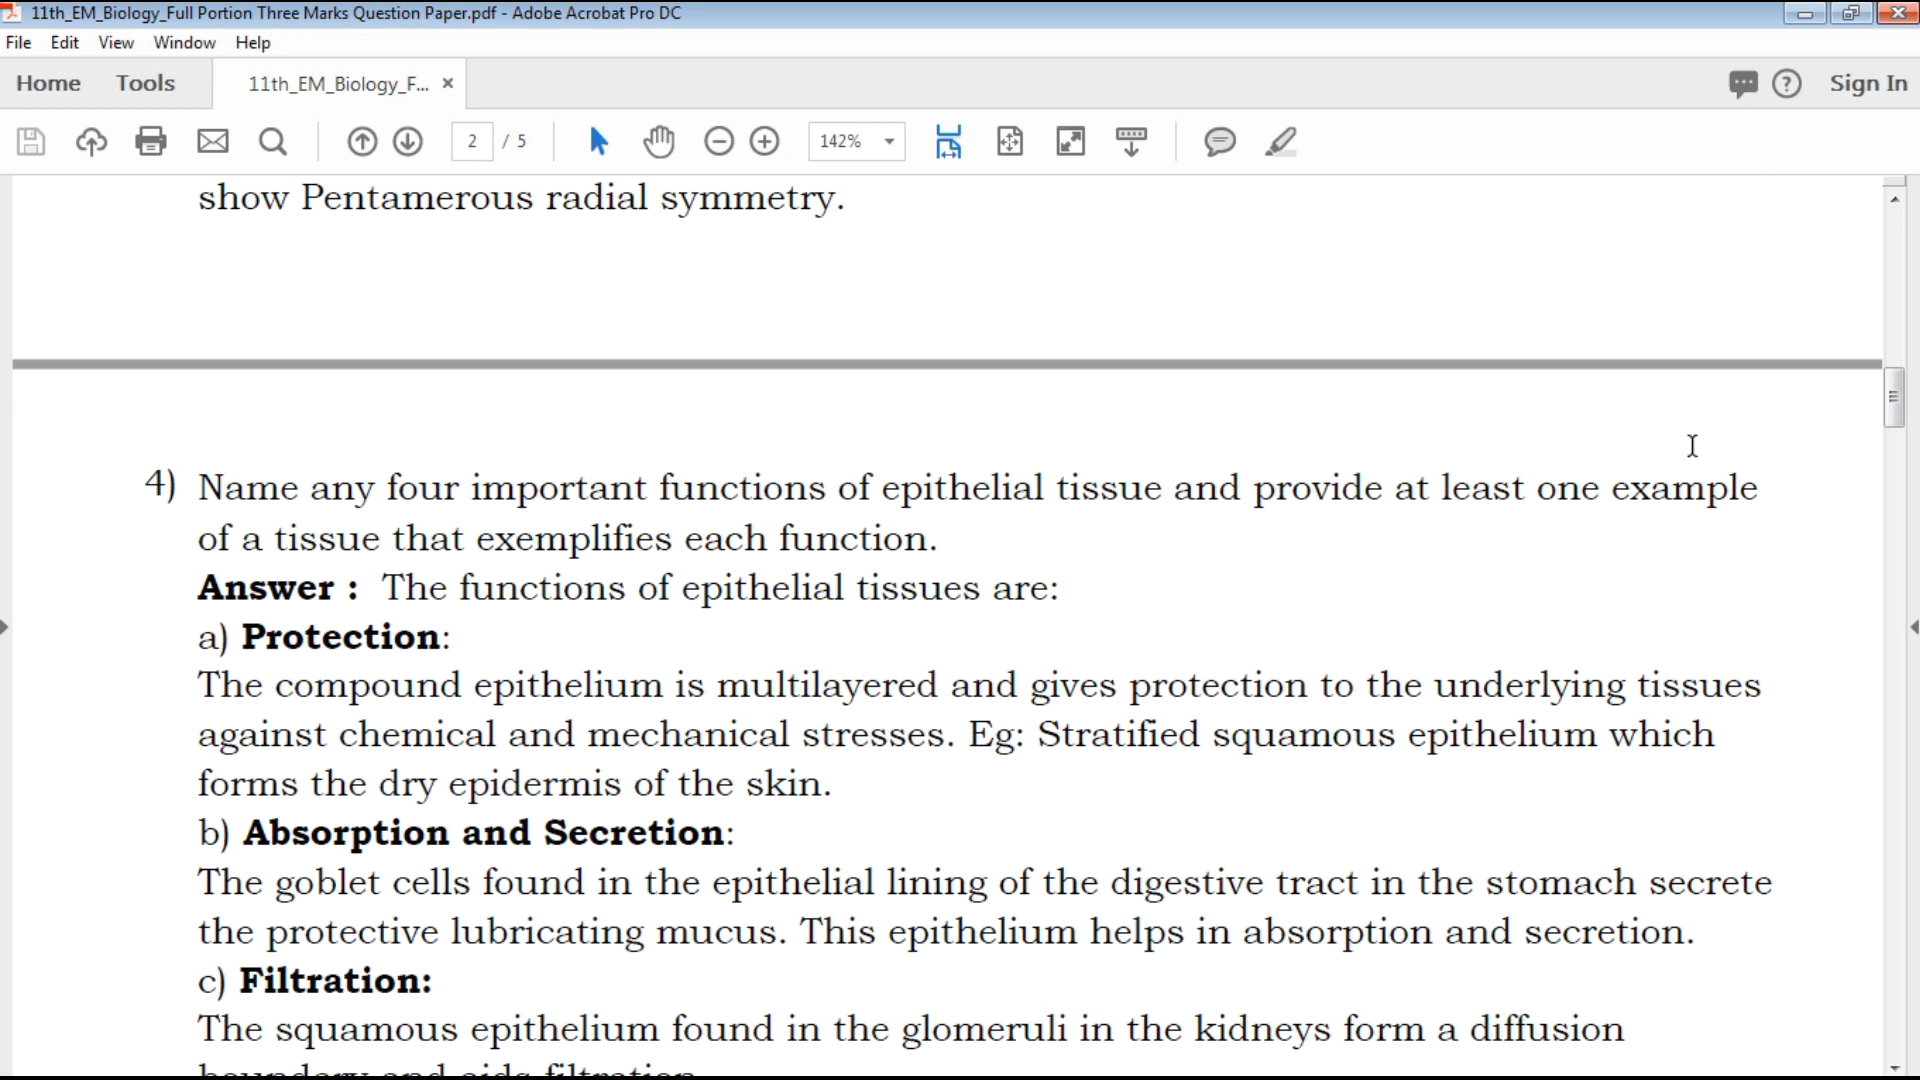 11th_EM_Biology_Full Portion Three Marks Question Paper.pdf - Adobe Acrobat Pro DC
File Edit View Window Help
Home Tools 11th_EM_Biology_F... × Sign In
2 / 5 142%
show Pentamerous radial symmetry.
4) Name any four important functions of epithelial tissue and provide at least one example
of a tissue that exemplifies each function.
Answer : The functions of epithelial tissues are:
a) Protection:
The compound epithelium is multilayered and gives protection to the underlying tissues
against chemical and mechanical stresses. Eg: Stratified squamous epithelium which
forms the dry epidermis of the skin.
b) Absorption and Secretion:
The goblet cells found in the epithelial lining of the digestive tract in the stomach secrete
the protective lubricating mucus. This epithelium helps in absorption and secretion.
c) Filtration:
The squamous epithelium found in the glomeruli in the kidneys form a diffusion
boundary and aids filtration